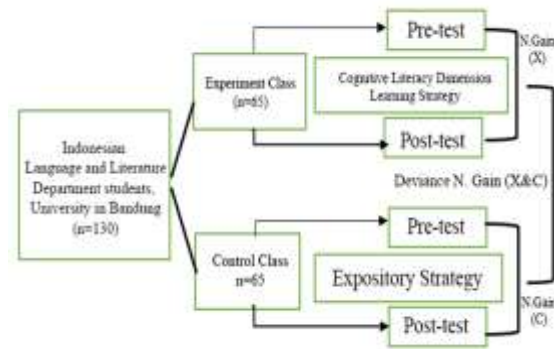 Indonesian
Language and Literature
Department students,
University in Bandung
(n=130)
Experiment Class
(n=65)
Pre-test
Cognitive Literacy Dimension
Learning Strategy
Post-test
N.Gain
(X)
Deviance N. Gain (X&C)
Control Class
n=65
Pre-test
Expository Strategy
Post-test
N.Gain
(C)